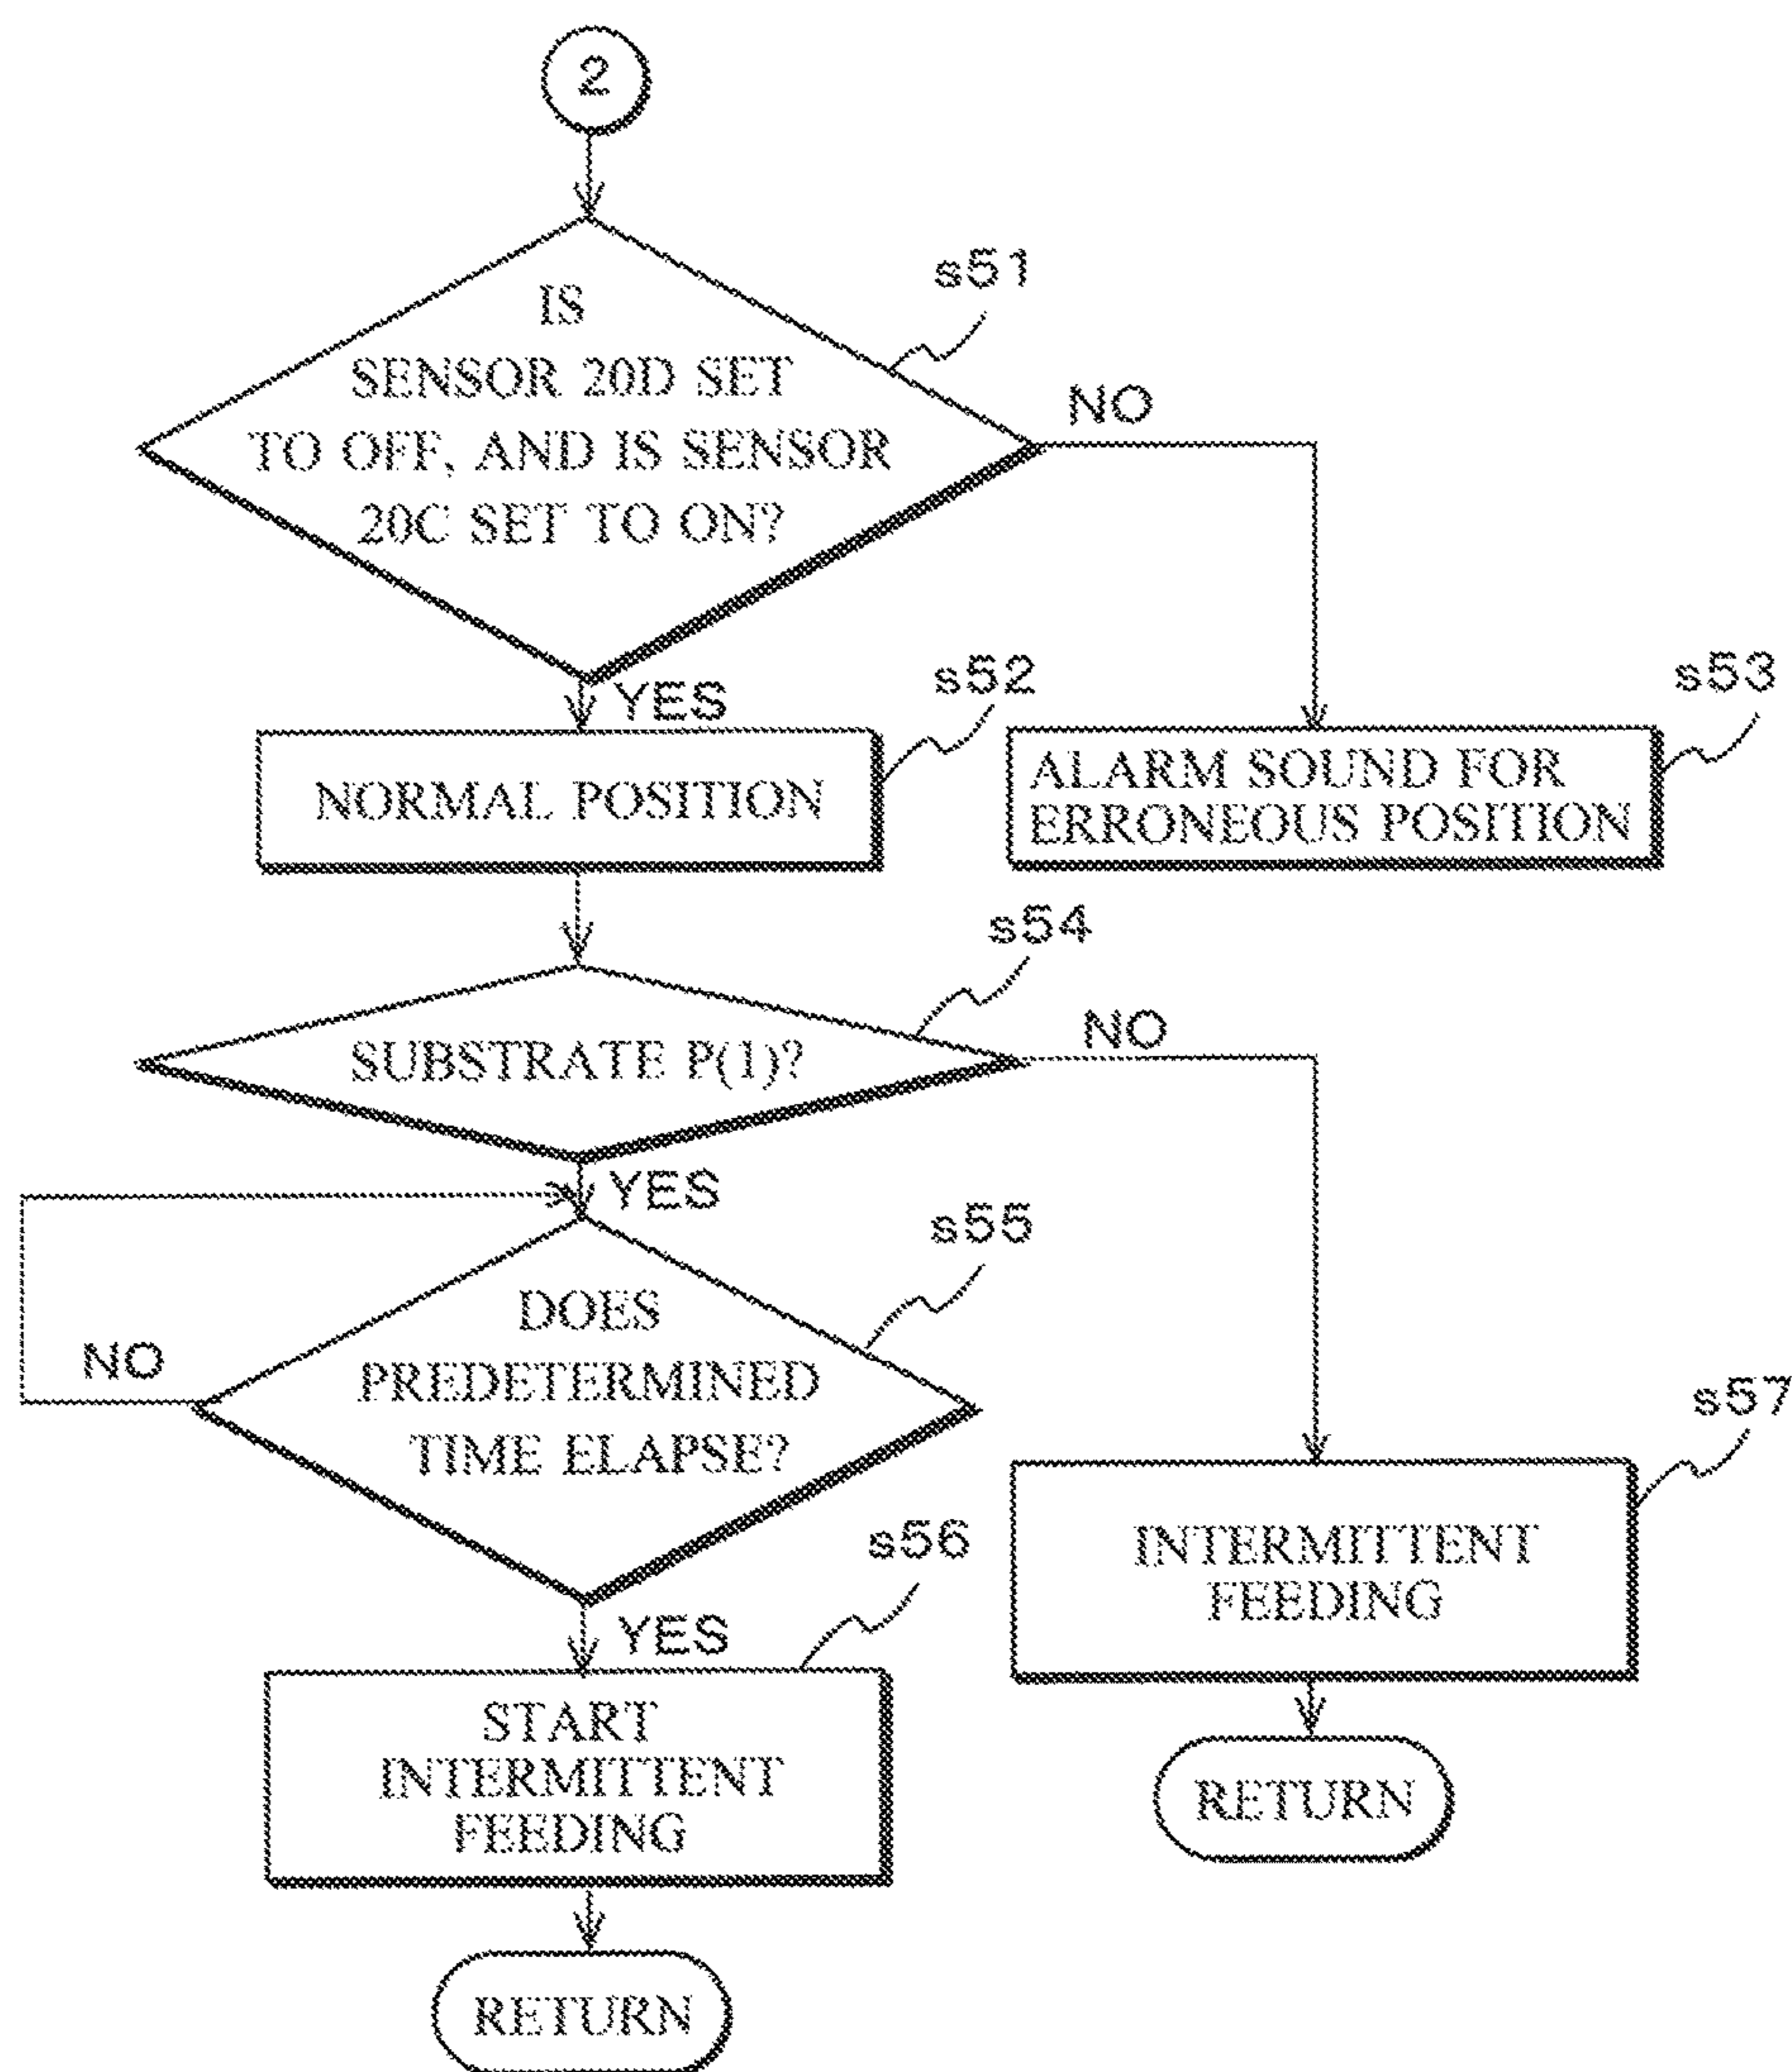 2
IS
SENSOR 20D SET
TO OFF, AND IS SENSOR
20C SET TO ON?
s51
NO
YES
s52
NORMAL POSITION
s53
ALARM SOUND FOR
ERRONEOUS POSITION
s54
SUBSTRATE P(1)?
NO
YES
s55
DOES
PREDETERMINED
TIME ELAPSE?
NO
YES
s56
START
INTERMITTENT
FEEDING
RETURN
s57
INTERMITTENT
FEEDING
RETURN